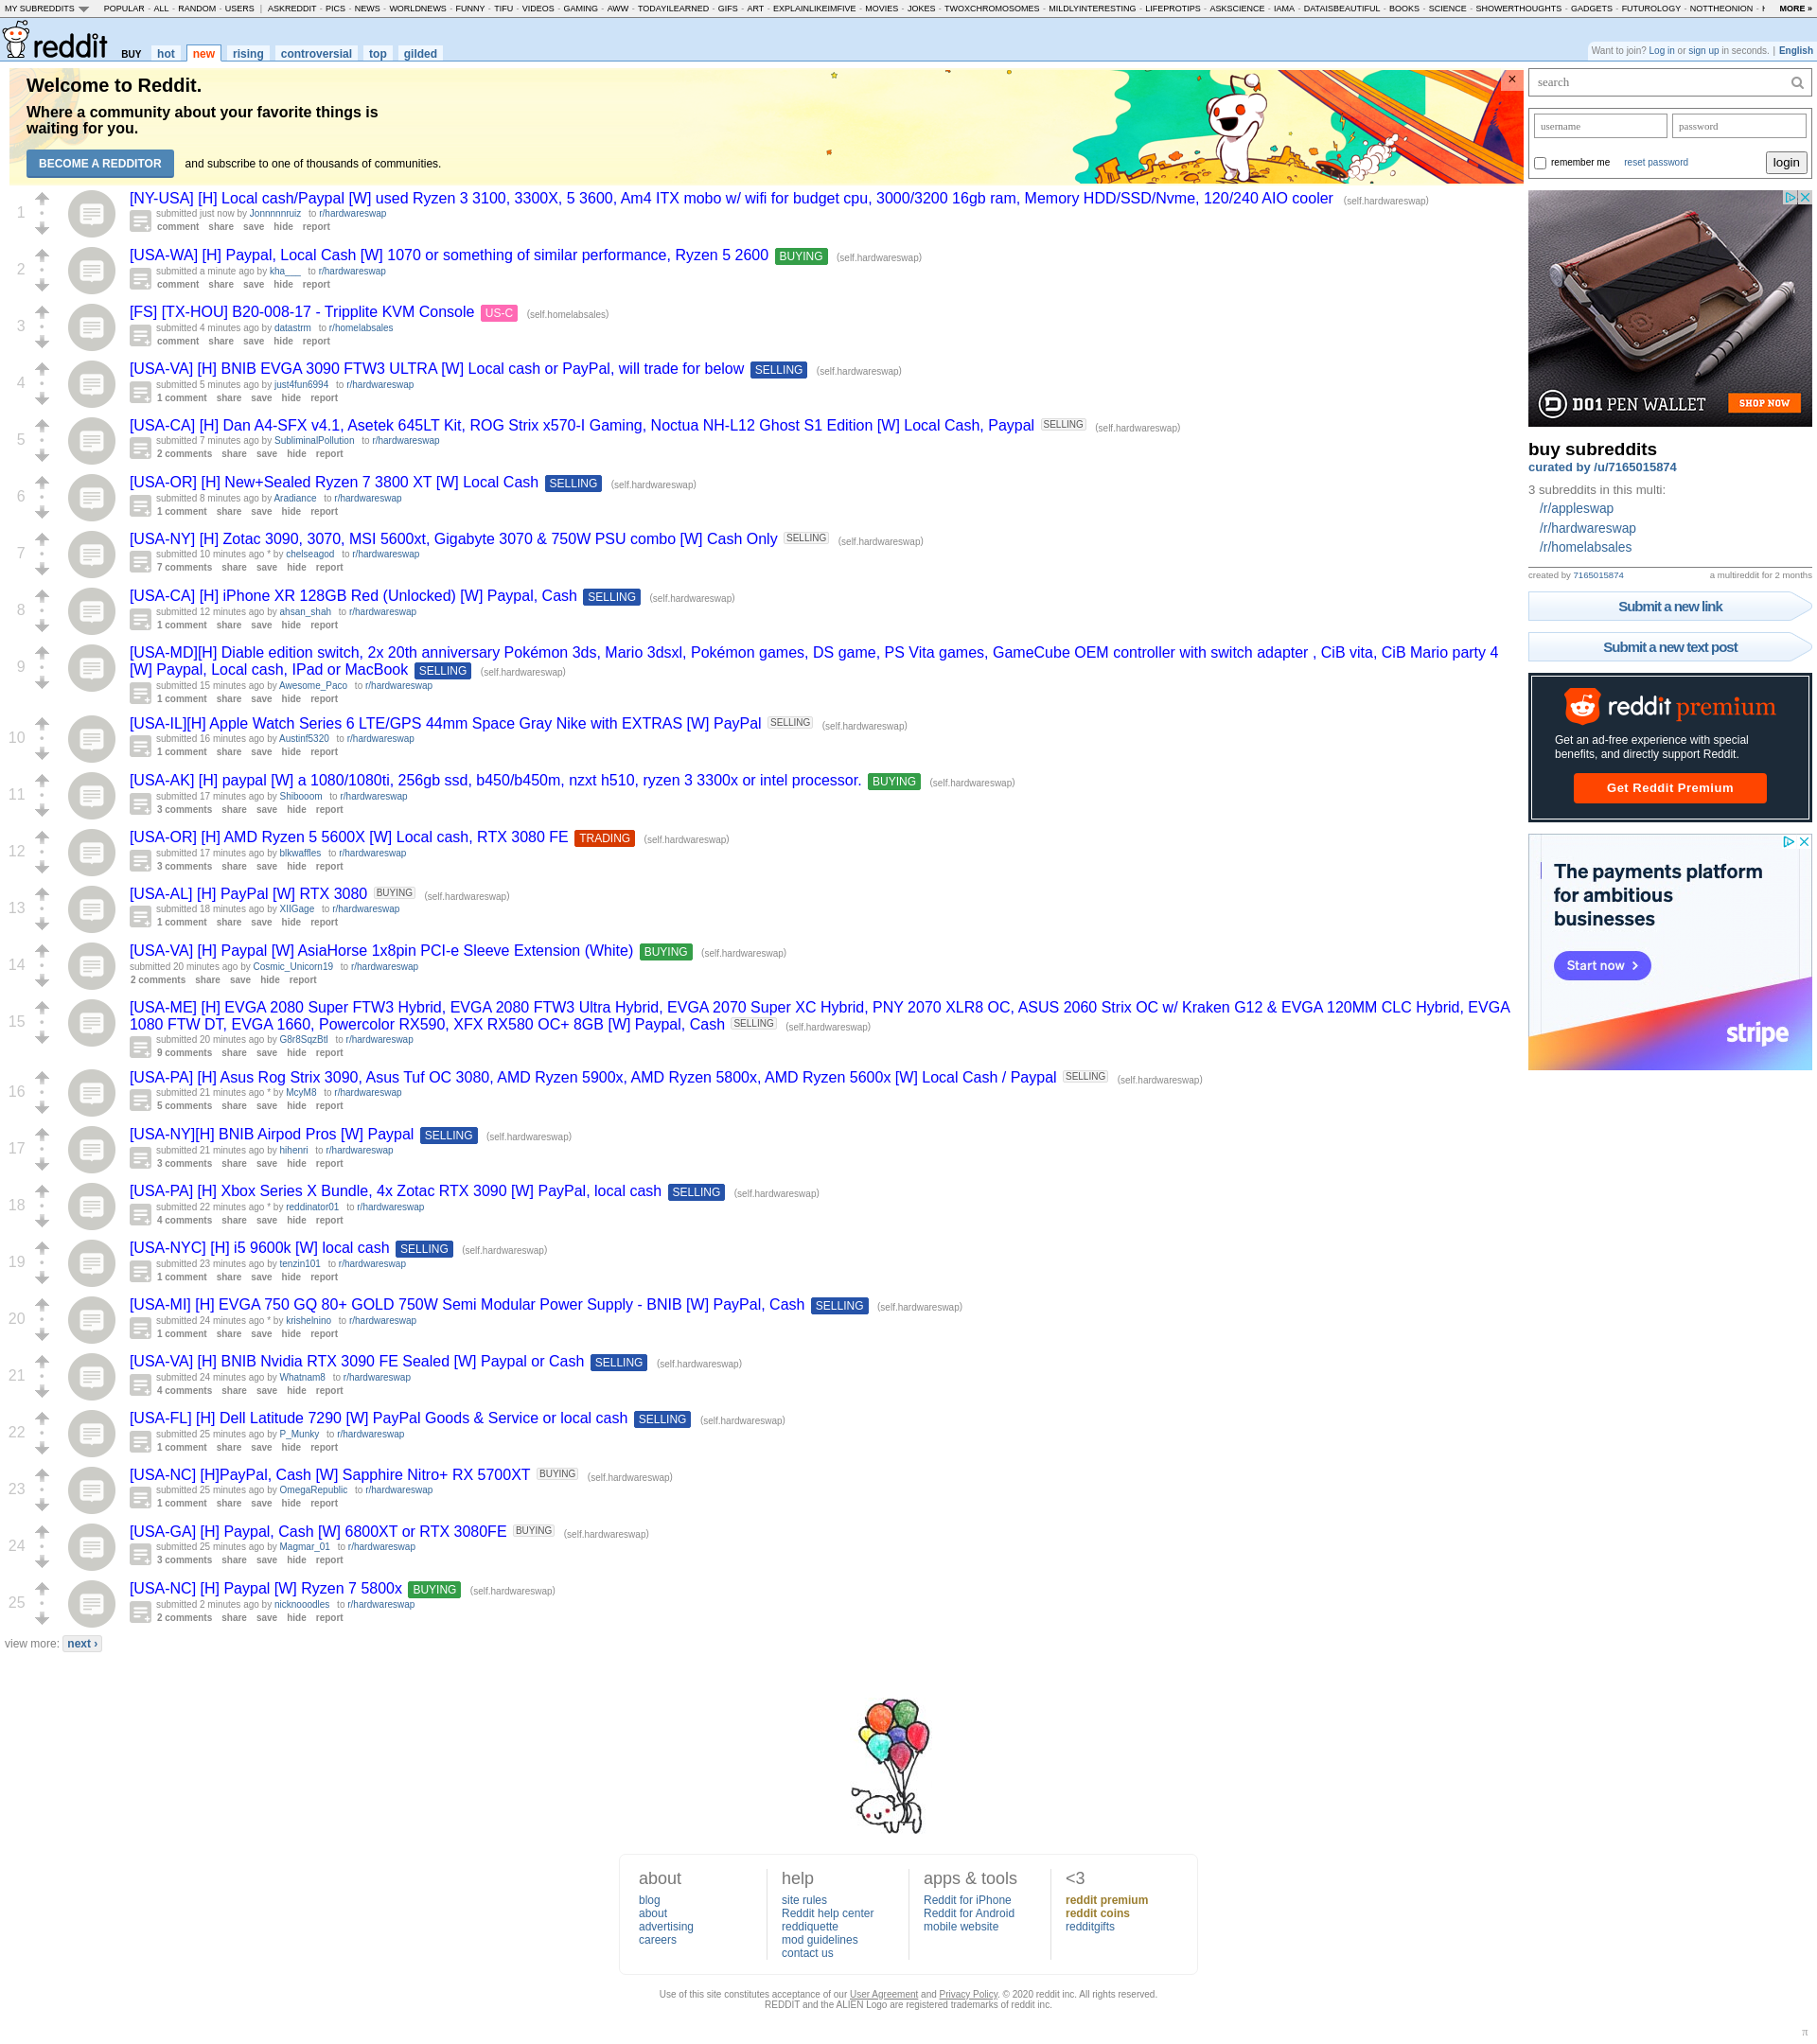 MY SUBREDDITS POPULAR - ALL - RANDOM - USERS | ASKREDDIT - PICS - NEWS - WORLDNEWS - FUNNY - TIFU - VIDEOS - GAMING - AWW - TODAYILEARNED - GIFS - ART - EXPLAINLIKEIMFIVE - MOVIES - JOKES - TWOXCHROMOSOMES - MILDLYINTERESTING - LIFEPROTIPS - ASKSCIENCE - IAMA - DATAISBEAUTIFUL - BOOKS - SCIENCE - SHOWERTHOUGHTS - GADGETS - FUTUROLOGY - NOTTHEONION - MORE »
reddit BUY hot new rising controversial top gilded
Want to join? Log in or sign up in seconds. | English
Welcome to Reddit.
Where a community about your favorite things is
waiting for you.
BECOME A REDDITOR and subscribe to one of thousands of communities.
1
[NY-USA] [H] Local cash/Paypal [W] used Ryzen 3 3100, 3300X, 5 3600, Am4 ITX mobo w/ wifi for budget cpu, 3000/3200 16gb ram, Memory HDD/SSD/Nvme, 120/240 AIO cooler (self.hardwareswap)
submitted just now by Jonnnnnruiz to r/hardwareswap
comment share save hide report
2
[USA-WA] [H] Paypal, Local Cash [W] 1070 or something of similar performance, Ryzen 5 2600 BUYING (self.hardwareswap)
submitted a minute ago by kha___ to r/hardwareswap
comment share save hide report
3
[FS] [TX-HOU] B20-008-17 - Tripplite KVM Console US-C (self.homelabsales)
submitted 4 minutes ago by datastrm to r/homelabsales
comment share save hide report
4
[USA-VA] [H] BNIB EVGA 3090 FTW3 ULTRA [W] Local cash or PayPal, will trade for below SELLING (self.hardwareswap)
submitted 5 minutes ago by just4fun6994 to r/hardwareswap
1 comment share save hide report
5
[USA-CA] [H] Dan A4-SFX v4.1, Asetek 645LT Kit, ROG Strix x570-I Gaming, Noctua NH-L12 Ghost S1 Edition [W] Local Cash, Paypal SELLING (self.hardwareswap)
submitted 7 minutes ago by SubliminalPollution to r/hardwareswap
2 comments share save hide report
6
[USA-OR] [H] New+Sealed Ryzen 7 3800 XT [W] Local Cash SELLING (self.hardwareswap)
submitted 8 minutes ago by Aradiance to r/hardwareswap
1 comment share save hide report
7
[USA-NY] [H] Zotac 3090, 3070, MSI 5600xt, Gigabyte 3070 & 750W PSU combo [W] Cash Only SELLING (self.hardwareswap)
submitted 10 minutes ago * by chelseagod to r/hardwareswap
7 comments share save hide report
8
[USA-CA] [H] iPhone XR 128GB Red (Unlocked) [W] Paypal, Cash SELLING (self.hardwareswap)
submitted 12 minutes ago by ahsan_shah to r/hardwareswap
1 comment share save hide report
9
[USA-MD][H] Diable edition switch, 2x 20th anniversary Pokémon 3ds, Mario 3dsxl, Pokémon games, DS game, PS Vita games, GameCube OEM controller with switch adapter , CiB vita, CiB Mario party 4
[W] Paypal, Local cash, IPad or MacBook SELLING (self.hardwareswap)
submitted 15 minutes ago by Awesome_Paco to r/hardwareswap
1 comment share save hide report
10
[USA-IL][H] Apple Watch Series 6 LTE/GPS 44mm Space Gray Nike with EXTRAS [W] PayPal SELLING (self.hardwareswap)
submitted 16 minutes ago by Austinf5320 to r/hardwareswap
1 comment share save hide report
11
[USA-AK] [H] paypal [W] a 1080/1080ti, 256gb ssd, b450/b450m, nzxt h510, ryzen 3 3300x or intel processor. BUYING (self.hardwareswap)
submitted 17 minutes ago by Shibooom to r/hardwareswap
3 comments share save hide report
12
[USA-OR] [H] AMD Ryzen 5 5600X [W] Local cash, RTX 3080 FE TRADING (self.hardwareswap)
submitted 17 minutes ago by blkwaffles to r/hardwareswap
3 comments share save hide report
13
[USA-AL] [H] PayPal [W] RTX 3080 BUYING (self.hardwareswap)
submitted 18 minutes ago by XIIGage to r/hardwareswap
1 comment share save hide report
14
[USA-VA] [H] Paypal [W] AsiaHorse 1x8pin PCI-e Sleeve Extension (White) BUYING (self.hardwareswap)
submitted 20 minutes ago by Cosmic_Unicorn19 to r/hardwareswap
2 comments share save hide report
15
[USA-ME] [H] EVGA 2080 Super FTW3 Hybrid, EVGA 2080 FTW3 Ultra Hybrid, EVGA 2070 Super XC Hybrid, PNY 2070 XLR8 OC, ASUS 2060 Strix OC w/ Kraken G12 & EVGA 120MM CLC Hybrid, EVGA
1080 FTW DT, EVGA 1660, Powercolor RX590, XFX RX580 OC+ 8GB [W] Paypal, Cash SELLING (self.hardwareswap)
submitted 20 minutes ago by G8r8SqzBtl to r/hardwareswap
9 comments share save hide report
16
[USA-PA] [H] Asus Rog Strix 3090, Asus Tuf OC 3080, AMD Ryzen 5900x, AMD Ryzen 5800x, AMD Ryzen 5600x [W] Local Cash / Paypal SELLING (self.hardwareswap)
submitted 21 minutes ago * by McyM8 to r/hardwareswap
5 comments share save hide report
17
[USA-NY][H] BNIB Airpod Pros [W] Paypal SELLING (self.hardwareswap)
submitted 21 minutes ago by hihenri to r/hardwareswap
3 comments share save hide report
18
[USA-PA] [H] Xbox Series X Bundle, 4x Zotac RTX 3090 [W] PayPal, local cash SELLING (self.hardwareswap)
submitted 22 minutes ago * by reddinator01 to r/hardwareswap
4 comments share save hide report
19
[USA-NYC] [H] i5 9600k [W] local cash SELLING (self.hardwareswap)
submitted 23 minutes ago by tenzin101 to r/hardwareswap
1 comment share save hide report
20
[USA-MI] [H] EVGA 750 GQ 80+ GOLD 750W Semi Modular Power Supply - BNIB [W] PayPal, Cash SELLING (self.hardwareswap)
submitted 24 minutes ago * by krishelnino to r/hardwareswap
1 comment share save hide report
21
[USA-VA] [H] BNIB Nvidia RTX 3090 FE Sealed [W] Paypal or Cash SELLING (self.hardwareswap)
submitted 24 minutes ago by Whatnam8 to r/hardwareswap
4 comments share save hide report
22
[USA-FL] [H] Dell Latitude 7290 [W] PayPal Goods & Service or local cash SELLING (self.hardwareswap)
submitted 25 minutes ago by P_Munky to r/hardwareswap
1 comment share save hide report
23
[USA-NC] [H]PayPal, Cash [W] Sapphire Nitro+ RX 5700XT BUYING (self.hardwareswap)
submitted 25 minutes ago by OmegaRepublic to r/hardwareswap
1 comment share save hide report
24
[USA-GA] [H] Paypal, Cash [W] 6800XT or RTX 3080FE BUYING (self.hardwareswap)
submitted 25 minutes ago by Magmar_01 to r/hardwareswap
3 comments share save hide report
25
[USA-NC] [H] Paypal [W] Ryzen 7 5800x BUYING (self.hardwareswap)
submitted 2 minutes ago by nicknooodles to r/hardwareswap
2 comments share save hide report
view more: next ›
search
username password
remember me reset password login
D01 PEN WALLET SHOP NOW
buy subreddits
curated by /u/7165015874
3 subreddits in this multi:
/r/appleswap
/r/hardwareswap
/r/homelabsales
created by 7165015874 a multireddit for 2 months
Submit a new link
Submit a new text post
reddit premium
Get an ad-free experience with special
benefits, and directly support Reddit.
Get Reddit Premium
The payments platform
for ambitious
businesses
Start now
stripe
about
blog
about
advertising
careers
help
site rules
Reddit help center
reddiquette
mod guidelines
contact us
apps & tools
Reddit for iPhone
Reddit for Android
mobile website
<3
reddit premium
reddit coins
redditgifts
Use of this site constitutes acceptance of our User Agreement and Privacy Policy. © 2020 reddit inc. All rights reserved.
REDDIT and the ALIEN Logo are registered trademarks of reddit inc.
π